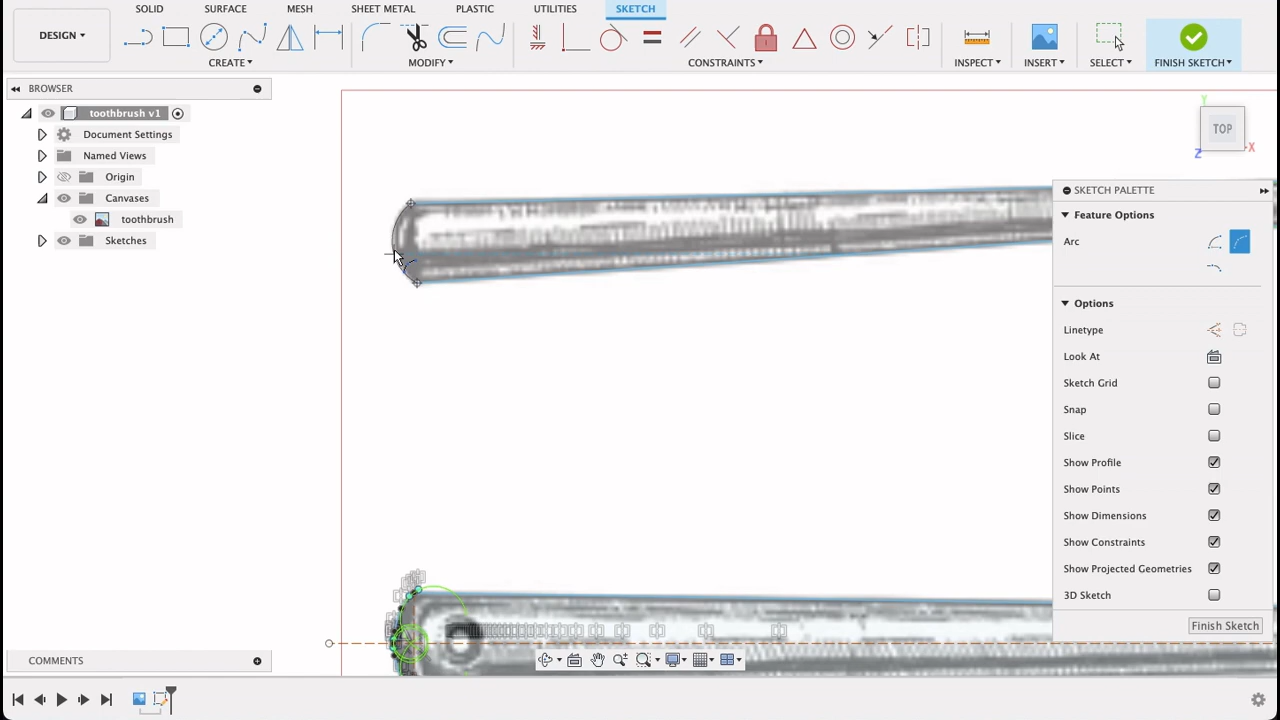 SOLID SURFACE MESH SHEET METAL PLASTIC UTILITIES SKETCH
DESIGN
CREATE MODIFY CONSTRAINTS INSPECT INSERT SELECT FINISH SKETCH
BROWSER
toothbrush v1
Document Settings
Named Views
Origin
Canvases
toothbrush
Sketches
Y
TOP
Z
X
SKETCH PALETTE
Feature Options
Arc
Options
Linetype
Look At
Sketch Grid
Snap
Slice
Show Profile
Show Points
Show Dimensions
Show Constraints
Show Projected Geometries
3D Sketch
Finish Sketch
COMMENTS